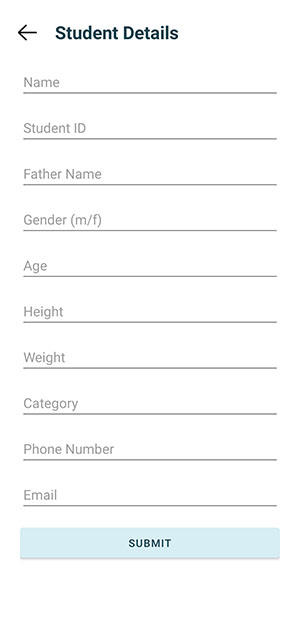 Student Details
Name
Student ID
Father Name
Gender (m/f)
Age
Height
Weight
Category
Phone Number
Email
SUBMIT